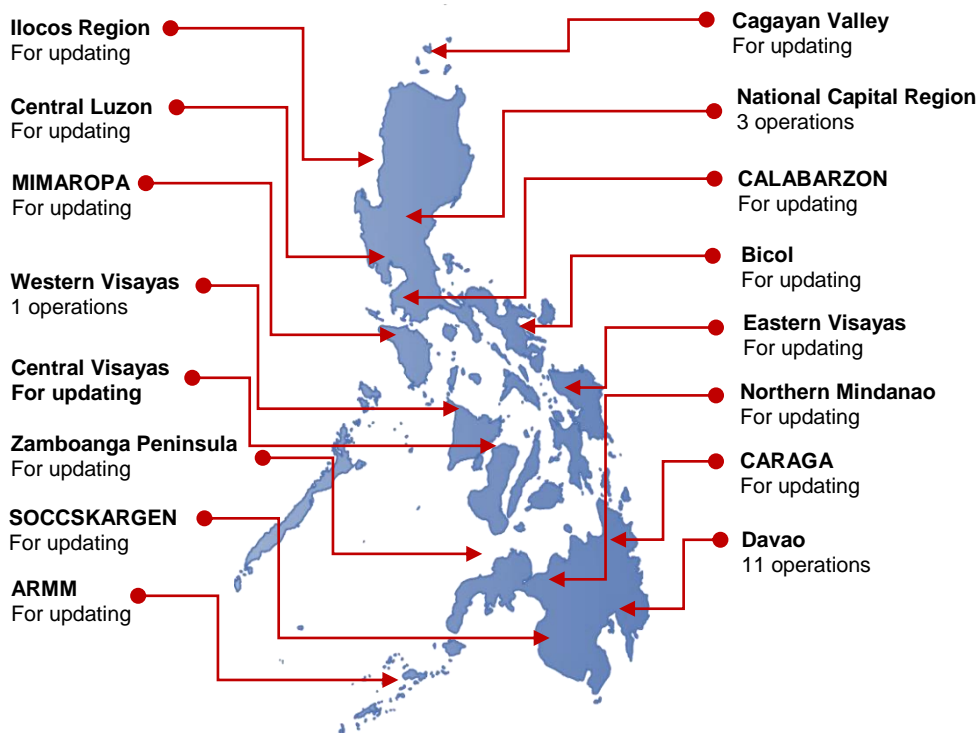 Ilocos Region
For updating
Central Luzon
For updating
MIMAROPA
For updating
Western Visayas
1 operations
Central Visayas
For updating
Zamboanga Peninsula
For updating
SOCCSKARGEN
For updating
ARMM
For updating
Cagayan Valley
For updating
National Capital Region
3 operations
CALABARZON
For updating
Bicol
For updating
Eastern Visayas
For updating
Northern Mindanao
For updating
CARAGA
For updating
Davao
11 operations